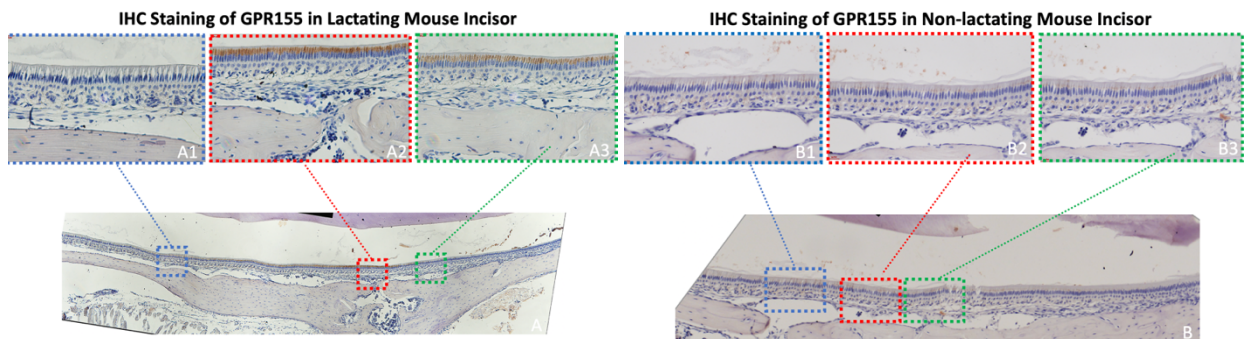 IHC Staining of GPR155 in Lactating Mouse Incisor
IHC Staining of GPR155 in Non-lactating Mouse Incisor
A1
A2
A3
B1
B2
B3
A
B